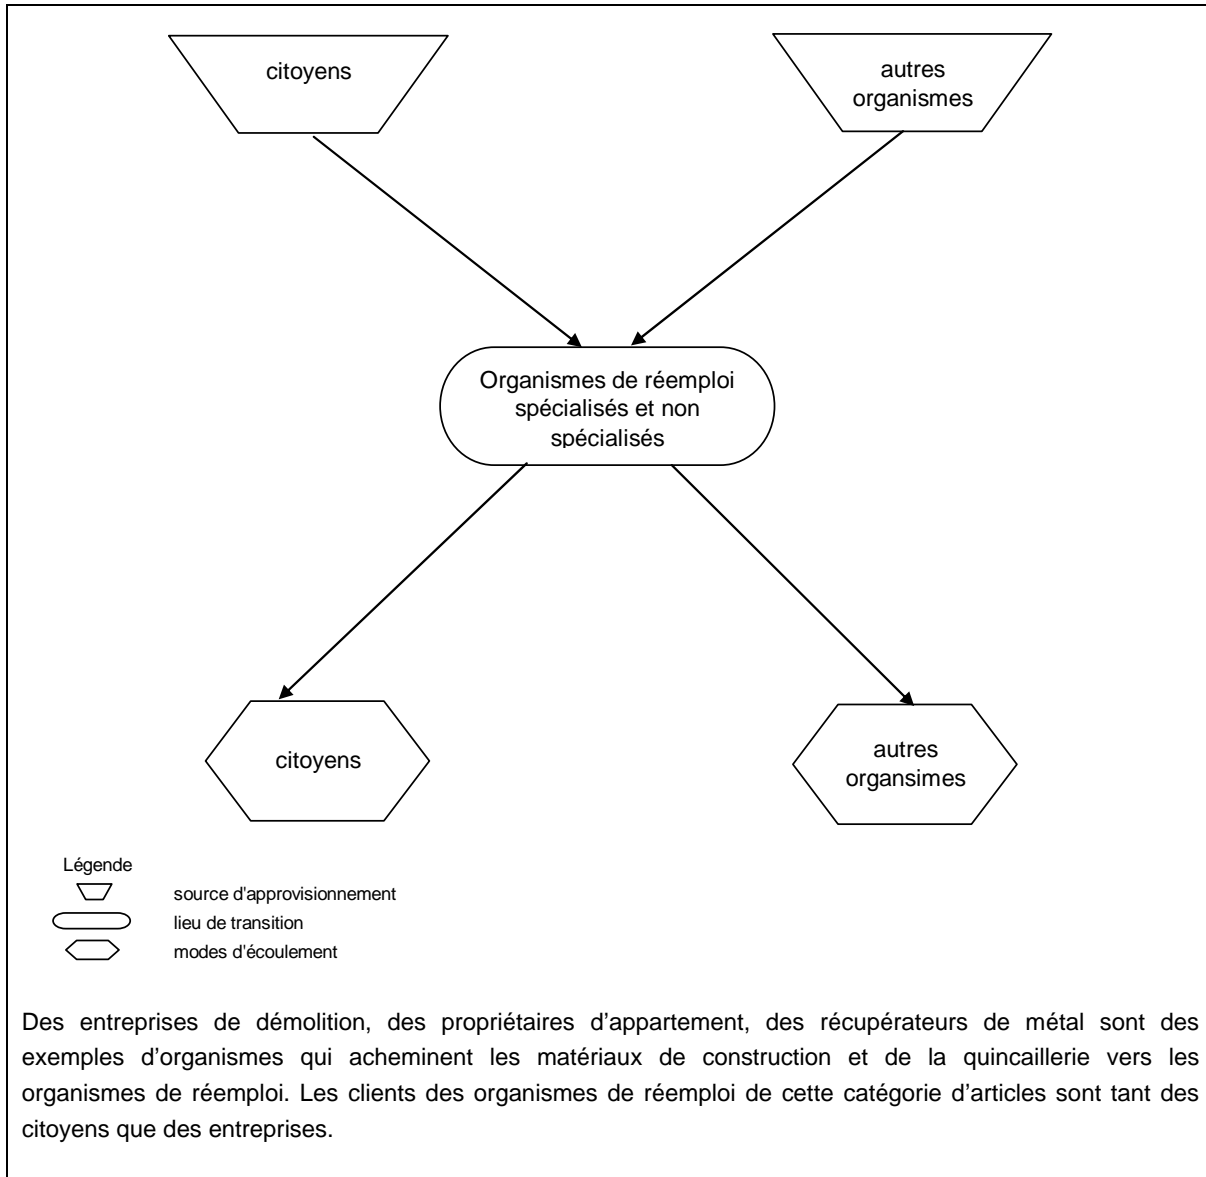 citoyens
autres
organismes
Organismes de réemploi
spécialisés et non
spécialisés
citoyens
autres
organsimes
Légende
source d'approvisionnement
lieu de transition
modes d'écoulement
Des entreprises de démolition, des propriétaires d'appartement, des récupérateurs de métal sont des
exemples d'organismes qui acheminent les matériaux de construction et de la quincaillerie vers les
organismes de réemploi. Les clients des organismes de réemploi de cette catégorie d'articles sont tant des
citoyens que des entreprises.